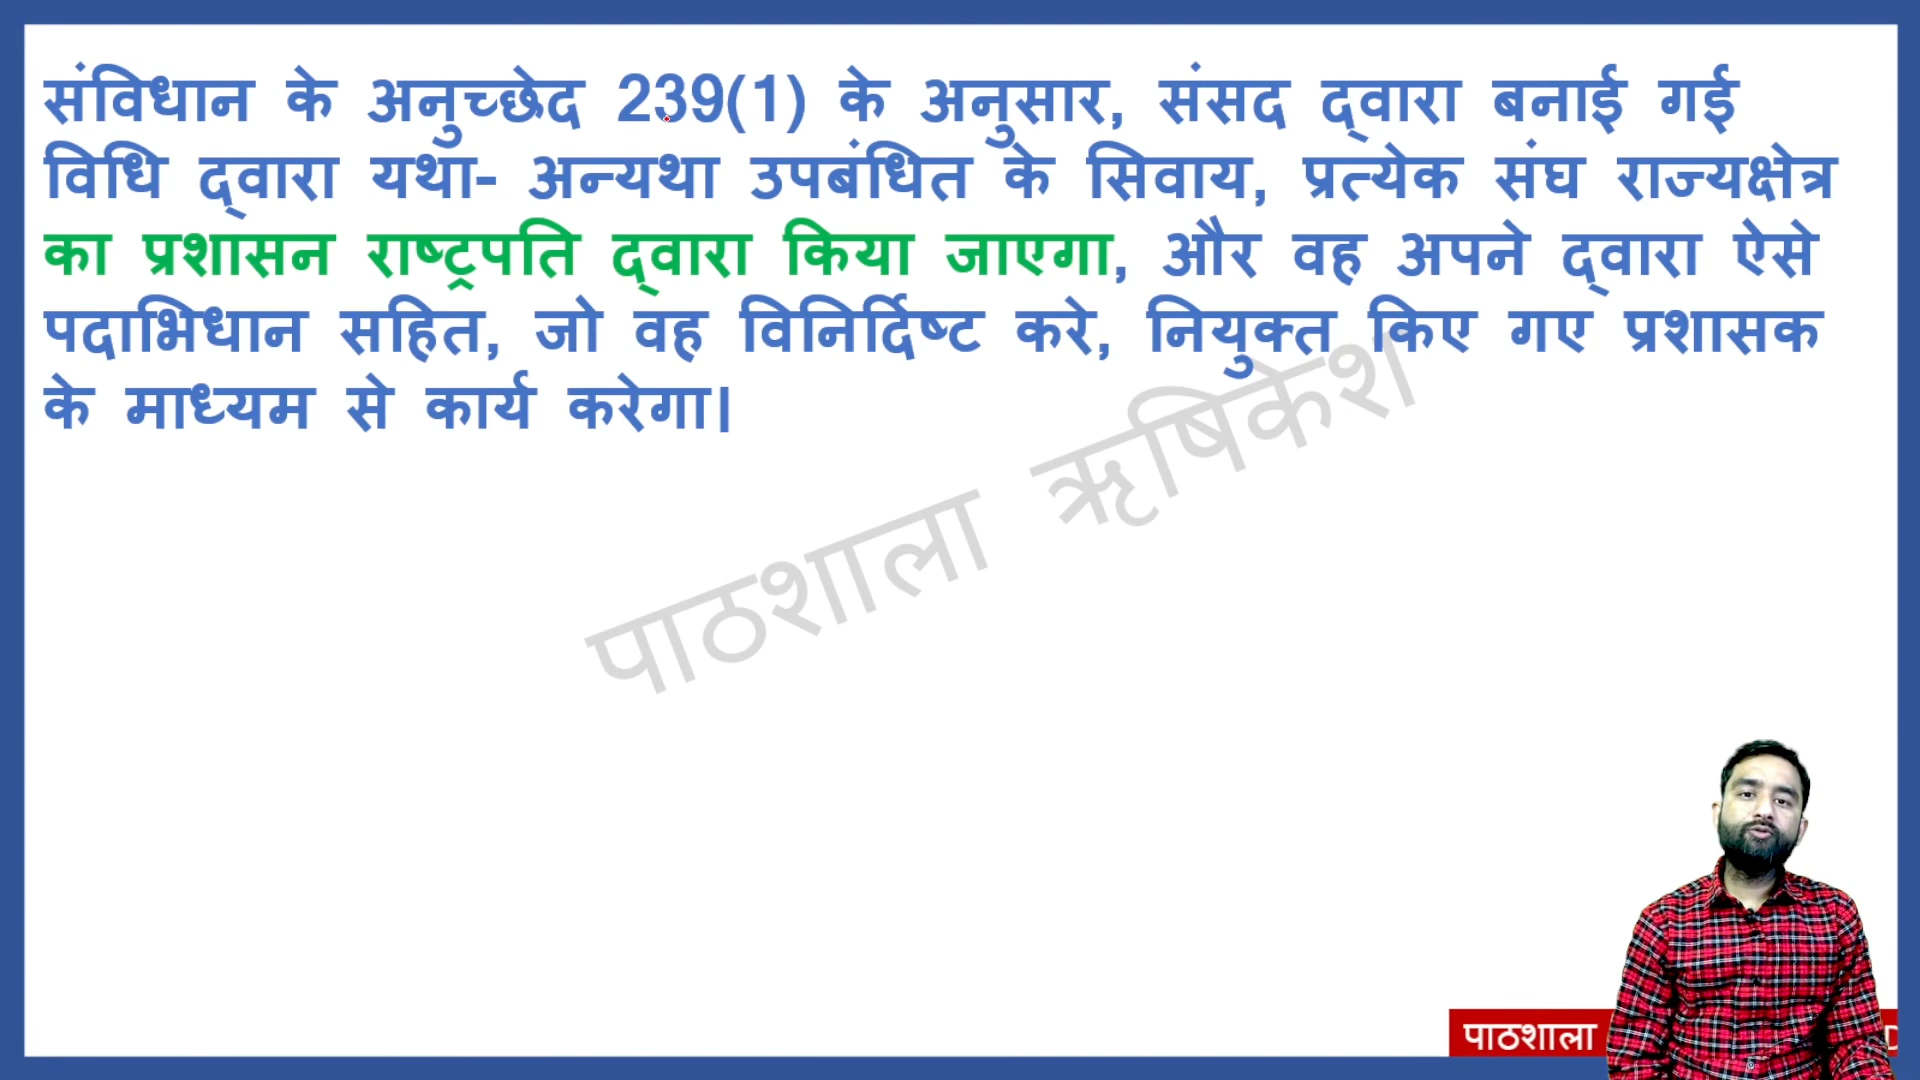 संविधान के अनुच्छेद 239(1) के अनुसार, संसद द्वारा बनाई गई
विधि द्वारा यथा- अन्यथा उपबंधित के सिवाय, प्रत्येक संघ राज्यक्षेत्र
का प्रशासन राष्ट्रपति द्वारा किया जाएगा, और वह अपने द्वारा ऐसे
पदाभिधान सहित, जो वह विनिर्दिष्ट करे, नियुक्त किए गए प्रशासक
के माध्यम से कार्य करेगा।
पाठशाला ऋषिकेश
पाठशाला